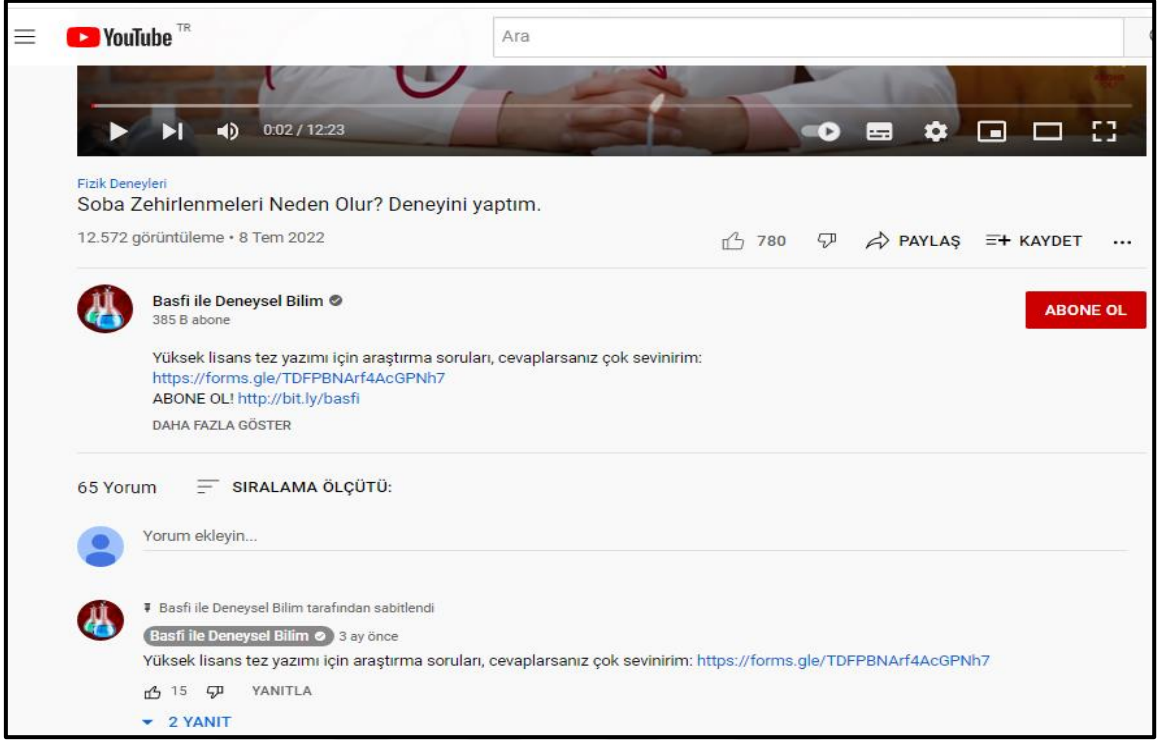 YouTube TR
Ara
0:02 / 12:23
Fizik Deneyleri
Soba Zehirlenmeleri Neden Olur? Deneyini yaptım.
12.572 görüntüleme • 8 Tem 2022
780 PAYLAŞ KAYDET ...
Basfi ile Deneysel Bilim
385 B abone
ABONE OL
Yüksek lisans tez yazımı için araştırma soruları, cevaplarsanız çok sevinirim:
https://forms.gle/TDFPBNArf4AcGPNh7
ABONE OL! http://bit.ly/basfi
DAHA FAZLA GÖSTER
65 Yorum SIRALAMA ÖLÇÜTÜ:
Yorum ekleyin...
Basfi ile Deneysel Bilim tarafından sabitlendi
Basfi ile Deneysel Bilim 3 ay önce
Yüksek lisans tez yazımı için araştırma soruları, cevaplarsanız çok sevinirim: https://forms.gle/TDFPBNArf4AcGPNh7
15 YANITLA
2 YANIT